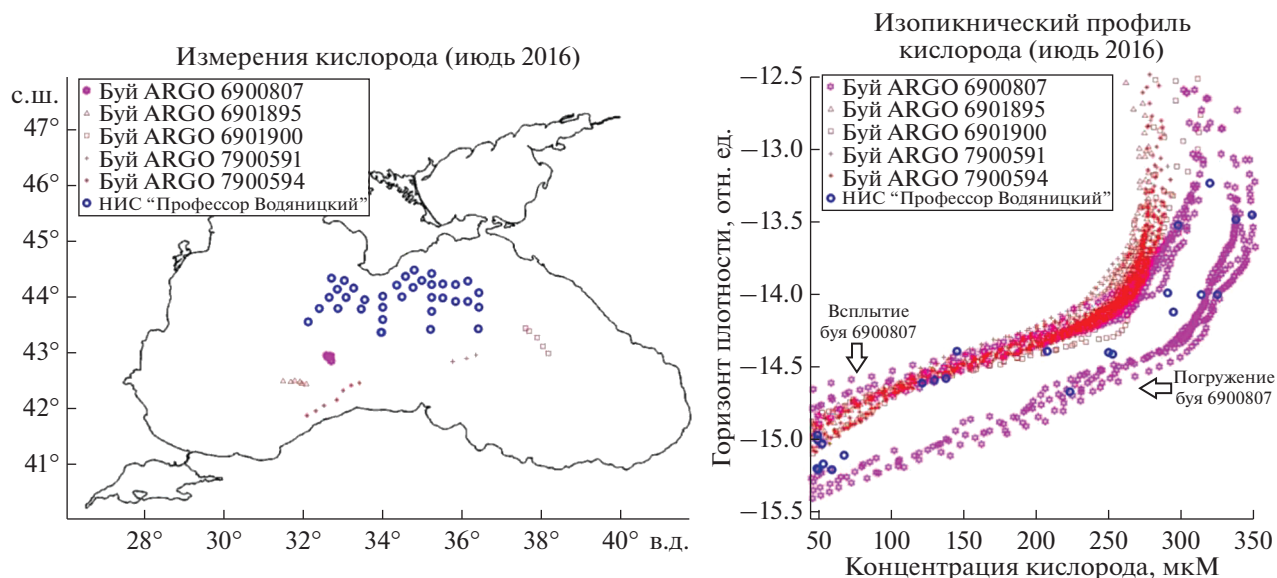 Измерения кислорода (июдь 2016)
с.ш.
47°
46°
45°
44°
43°
42°
41°
Буй ARGO 6900807
Буй ARGO 6901895
Буй ARGO 6901900
Буй ARGO 7900591
Буй ARGO 7900594
НИС “Профессор Водяницкий”
28° 30° 32° 34° 36° 38° 40° в.д.
Изопикнический профиль
кислорода (июдь 2016)
Горизонт плотности, отн. ед.
−12.5
−13.0
−13.5
−14.0
−14.5
−15.0
−15.5
Буй ARGO 6900807
Буй ARGO 6901895
Буй ARGO 6901900
Буй ARGO 7900591
Буй ARGO 7900594
НИС “Профессор Водяницкий”
Всплытие
буя 6900807
Погружение
буя 6900807
50 100 150 200 250 300 350
Концентрация кислорода, мкМ